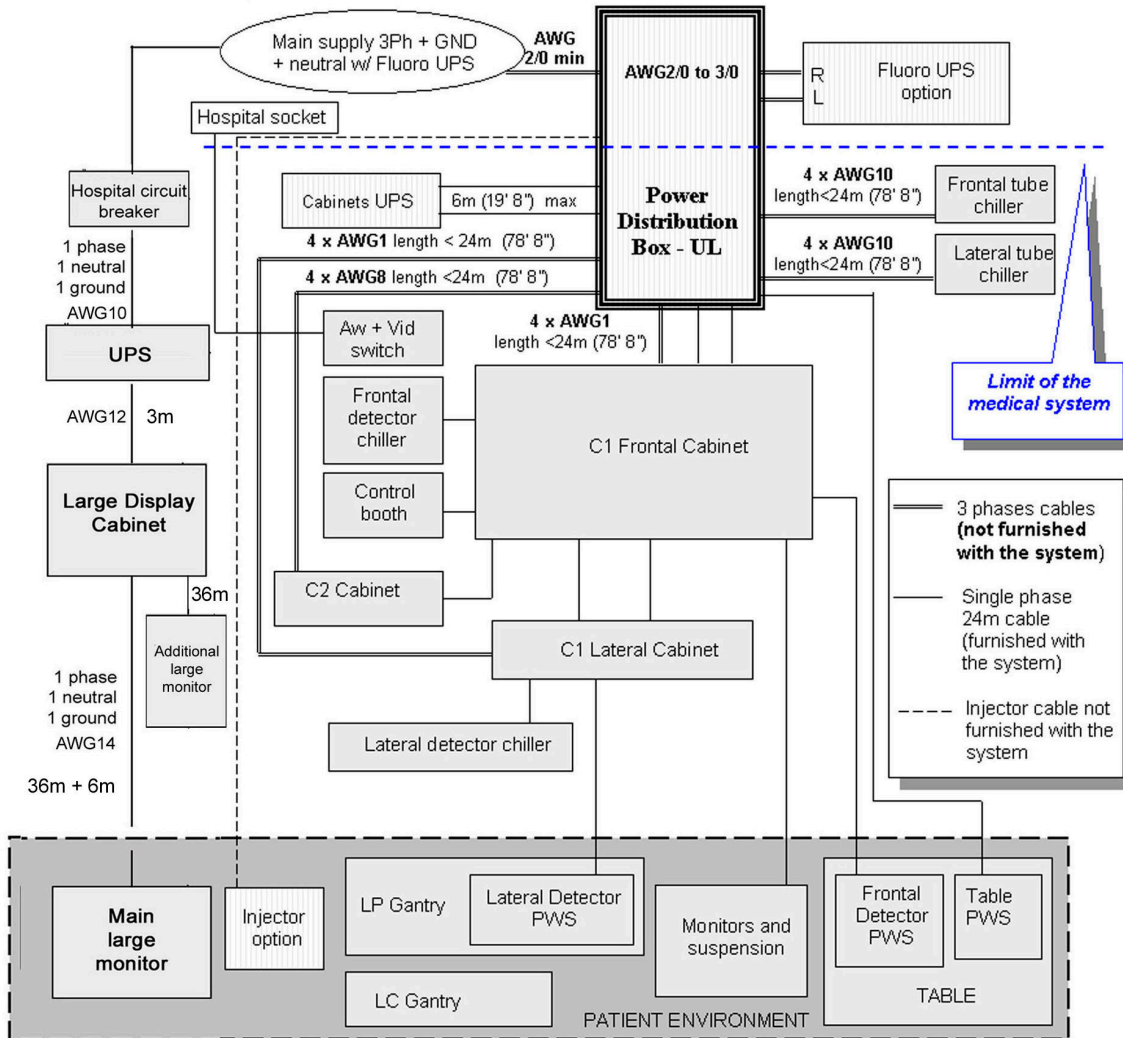 Main supply 3Ph + GND
+ neutral w/ Fluoro UPS
AWG
2/0 min
AWG2/0 to 3/0
R
L
Fluoro UPS
option
Hospital socket
Hospital circuit
breaker
Cabinets UPS
6m (19' 8") max
Power
Distribution
Box - UL
4 x AWG10
length<24m (78' 8")
Frontal tube
chiller
4 x AWG1 length < 24m (78' 8")
4 x AWG10
length<24m (78' 8")
Lateral tube
chiller
4 x AWG8 length <24m (78' 8")
1 phase
1 neutral
1 ground
AWG10
UPS
Aw + Vid
switch
4 x AWG1
length <24m (78' 8")
Limit of the
medical system
AWG12
3m
Frontal
detector
chiller
C1 Frontal Cabinet
Large Display
Cabinet
Control
booth
3 phases cables
(not furnished
with the system)
Single phase
24m cable
(furnished with
the system)
Injector cable not
furnished with the
system
36m
C2 Cabinet
Additional
large
monitor
C1 Lateral Cabinet
1 phase
1 neutral
1 ground
AWG14
Lateral detector chiller
36m + 6m
Main
large
monitor
Injector
option
LP Gantry
Lateral Detector
PWS
Monitors and
suspension
Frontal
Detector
PWS
Table
PWS
LC Gantry
TABLE
PATIENT ENVIRONMENT